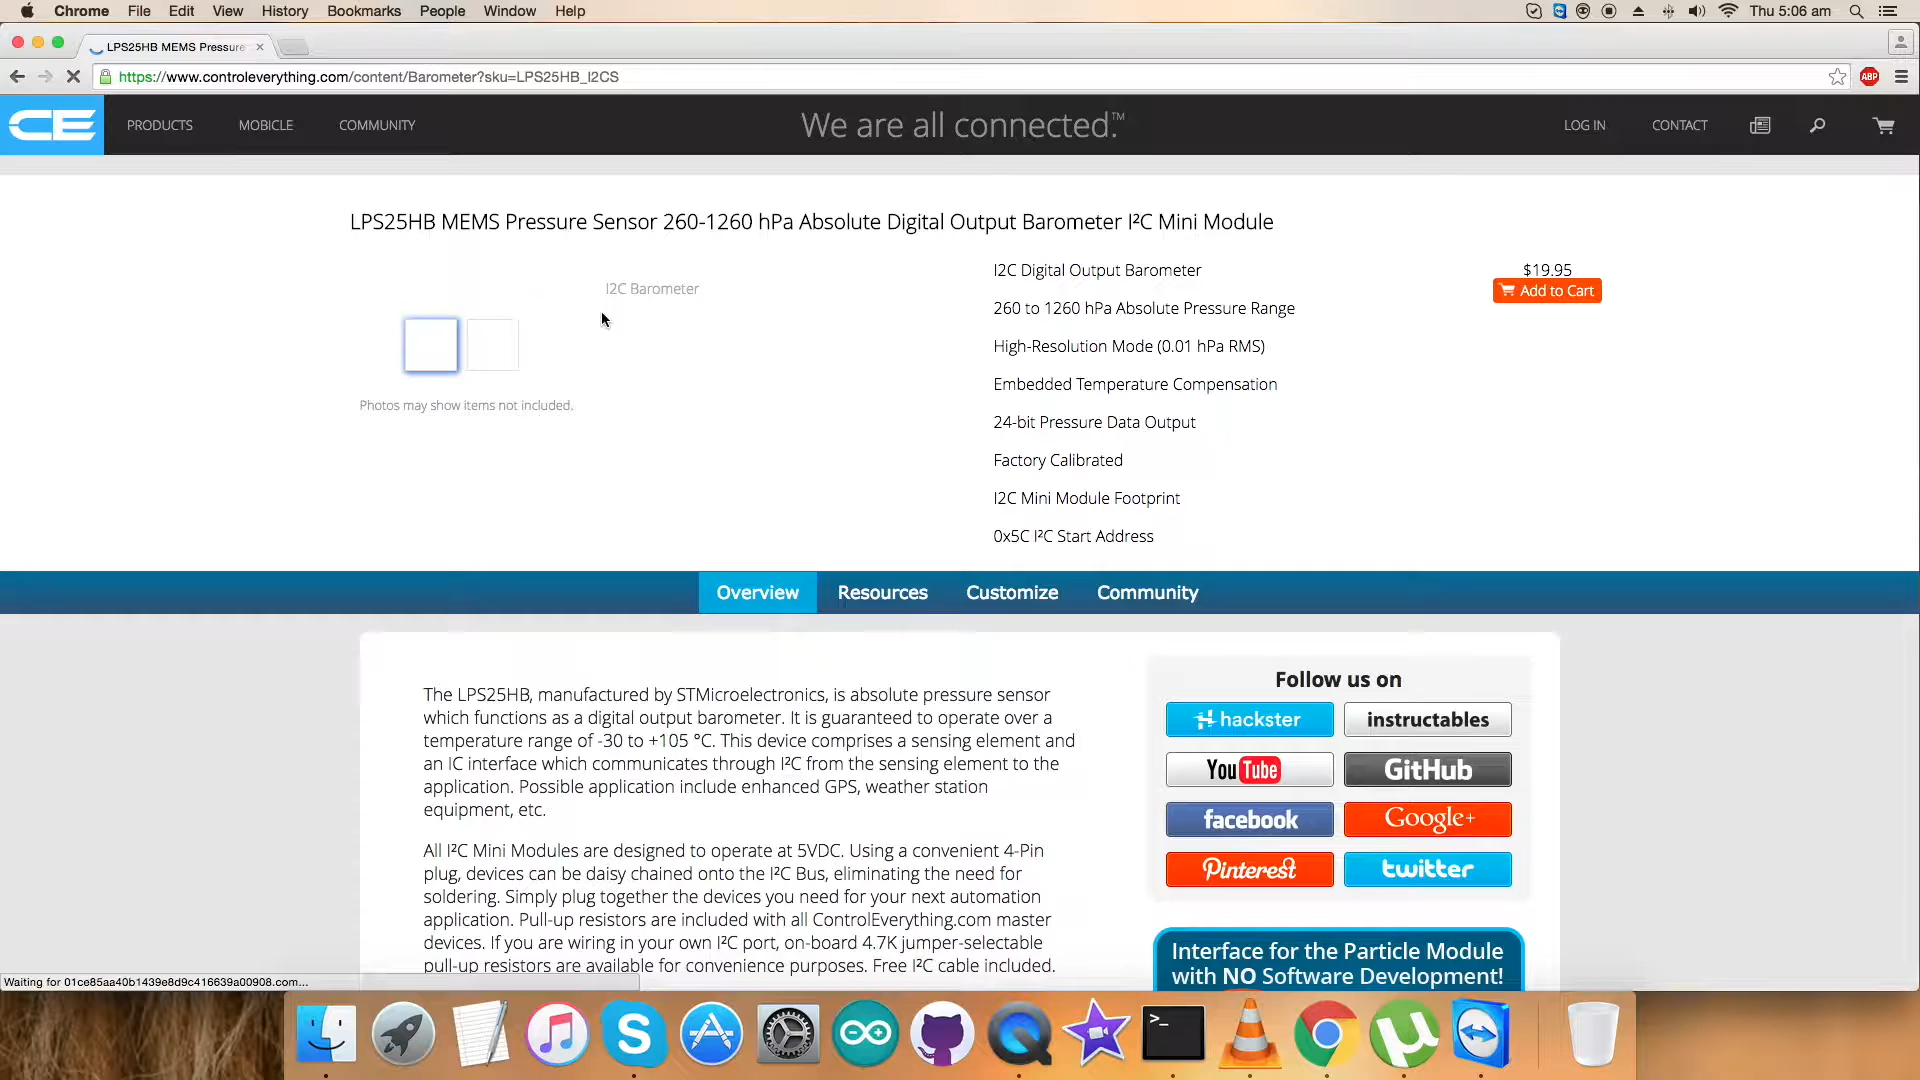 Chrome File Edit View History Bookmarks People Window Help Thu 5:06 am
LPS25HB MEMS Pressure
https://www.controleverything.com/content/Barometer?sku=LPS25HB_I2CS ABP
CE PRODUCTS MOBICLE COMMUNITY We are all connected.™ LOG IN CONTACT
LPS25HB MEMS Pressure Sensor 260-1260 hPa Absolute Digital Output Barometer I²C Mini Module
I2C Barometer
Photos may show items not included.
I2C Digital Output Barometer
260 to 1260 hPa Absolute Pressure Range
High-Resolution Mode (0.01 hPa RMS)
Embedded Temperature Compensation
24-bit Pressure Data Output
Factory Calibrated
I2C Mini Module Footprint
0x5C I²C Start Address
$19.95
Add to Cart
Overview Resources Customize Community
The LPS25HB, manufactured by STMicroelectronics, is absolute pressure sensor
which functions as a digital output barometer. It is guaranteed to operate over a
temperature range of -30 to +105 °C. This device comprises a sensing element and
an IC interface which communicates through I²C from the sensing element to the
application. Possible application include enhanced GPS, weather station
equipment, etc.
All I²C Mini Modules are designed to operate at 5VDC. Using a convenient 4-Pin
plug, devices can be daisy chained onto the I²C Bus, eliminating the need for
soldering. Simply plug together the devices you need for your next automation
application. Pull-up resistors are included with all ControlEverything.com master
devices. If you are wiring in your own I²C port, on-board 4.7K jumper-selectable
pull-up resistors are available for convenience purposes. Free I²C cable included.
Follow us on
hackster instructables
YouTube GitHub
facebook Google+
Pinterest twitter
Interface for the Particle Module
with NO Software Development!
Waiting for 01ce85aa40b1439e8d9c416639a00908.com...